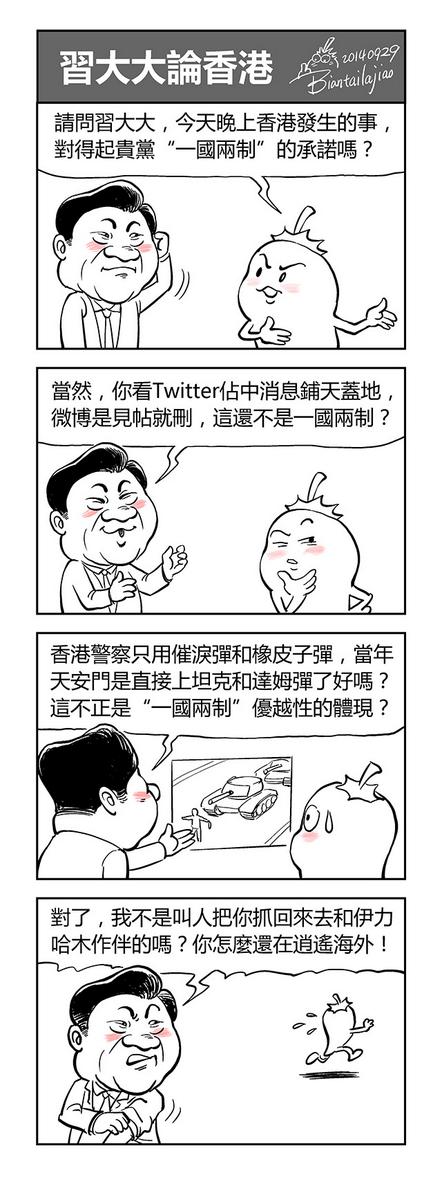 習大大論香港
20140929
Biantailajiao
請問習大大，今天晚上香港發生的事，
對得起貴黨“一國兩制”的承諾嗎？
當然，你看Twitter佔中消息鋪天蓋地，
微博是見帖就刪，這還不是一國兩制？
香港警察只用催淚彈和橡皮子彈，當年
天安門是直接上坦克和達姆彈了好嗎？
這不正是“一國兩制”優越性的體現？
對了，我不是叫人把你抓回來去和伊力
哈木作伴的嗎？你怎麼還在逍遙海外！